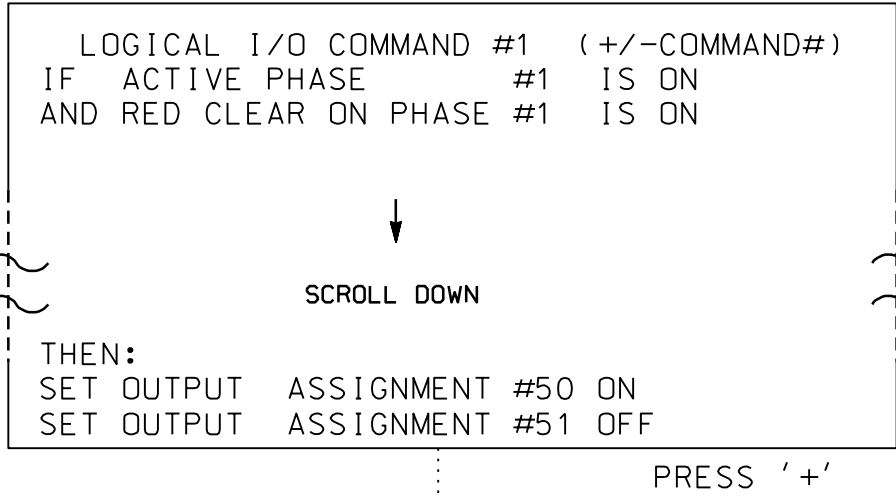 LOGICAL I/O COMMAND #1 (+/-COMMAND#)
IF ACTIVE PHASE #1 IS ON
AND RED CLEAR ON PHASE #1 IS ON
SCROLL DOWN
THEN:
SET OUTPUT ASSIGNMENT #50 ON
SET OUTPUT ASSIGNMENT #51 OFF
PRESS '+'